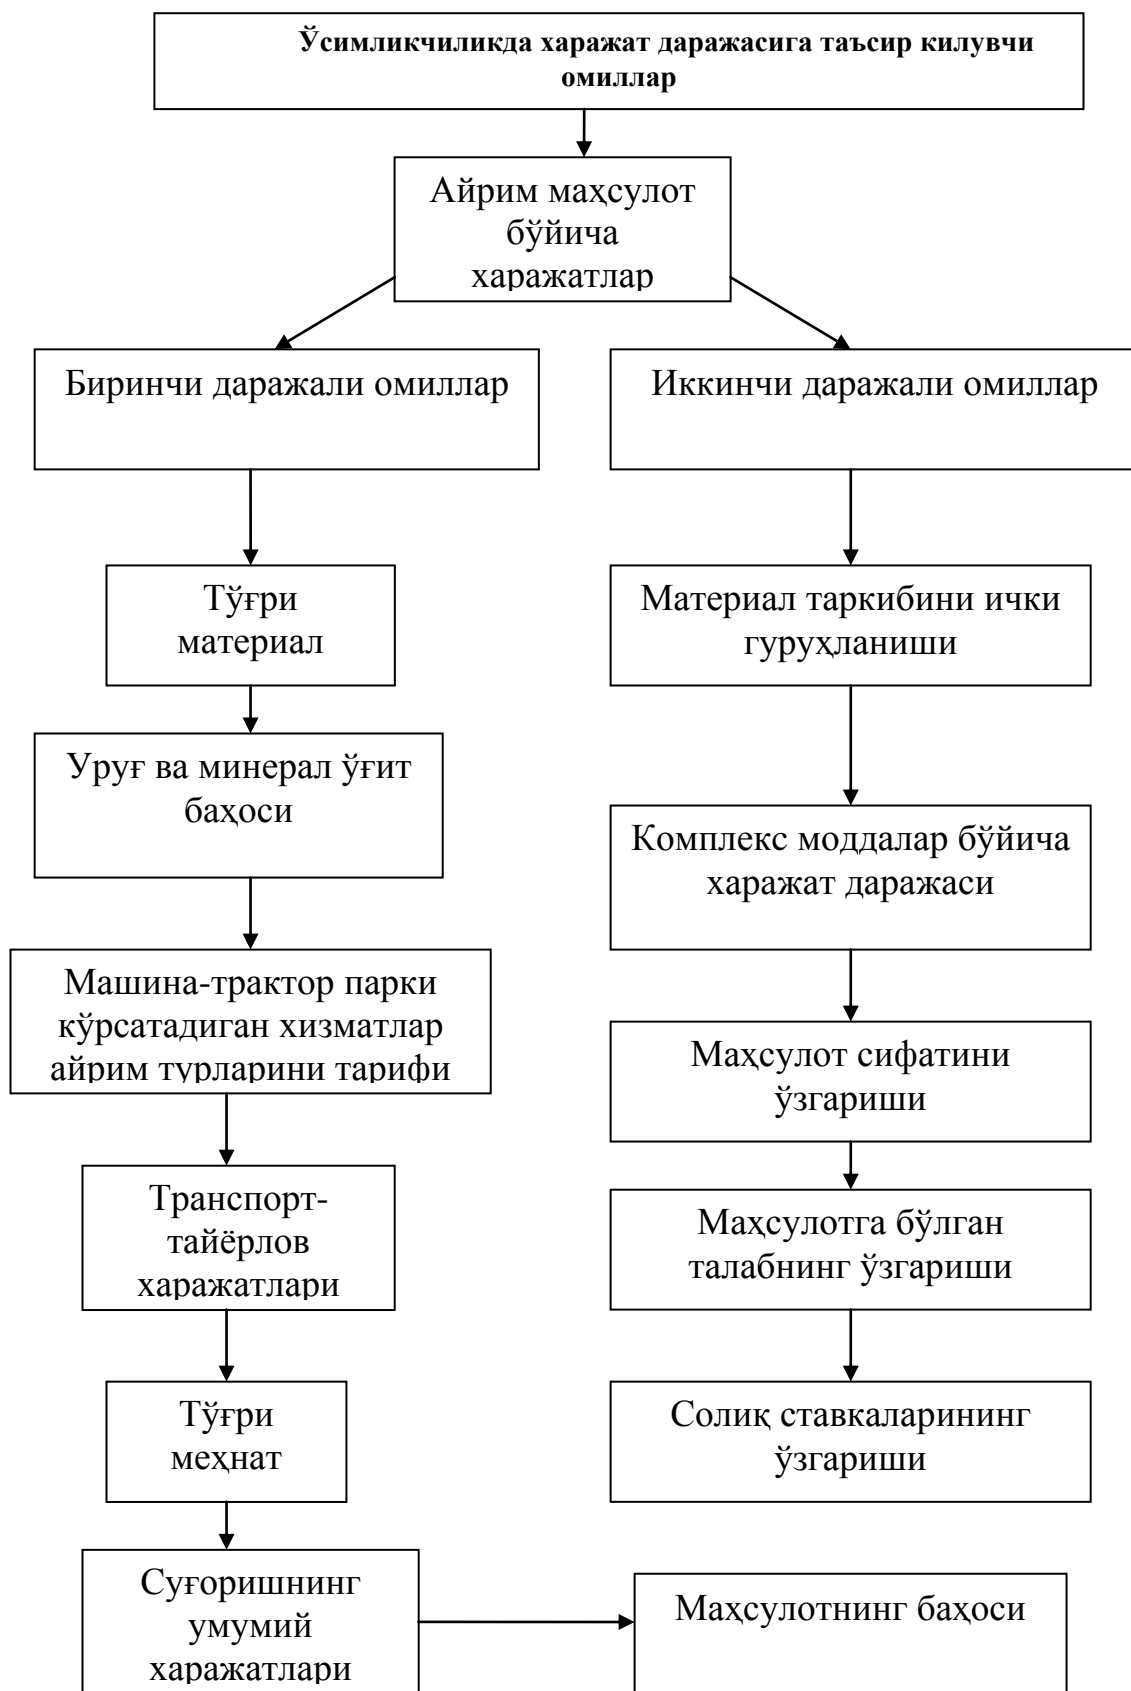 Ўсимликчиликда харажат даражасига таъсир килувчи
омиллар
Айрим маҳсулот
бўйича
харажатлар
Биринчи даражали омиллар
Иккинчи даражали омиллар
Тўғри
материал
Материал таркибини ички
гуруҳланиши
Уруғ ва минерал ўғит
баҳоси
Комплекс моддалар бўйича
харажат даражаси
Машина-трактор парки
кўрсатадиган хизматлар
айрим турларини тарифи
Маҳсулот сифатини
ўзгариши
Транспорт-
тайёрлов
харажатлари
Маҳсулотга бўлган
талабнинг ўзгариши
Тўғри
меҳнат
Солиқ ставкаларининг
ўзгариши
Суғоришнинг
умумий
харажатлари
Маҳсулотнинг баҳоси